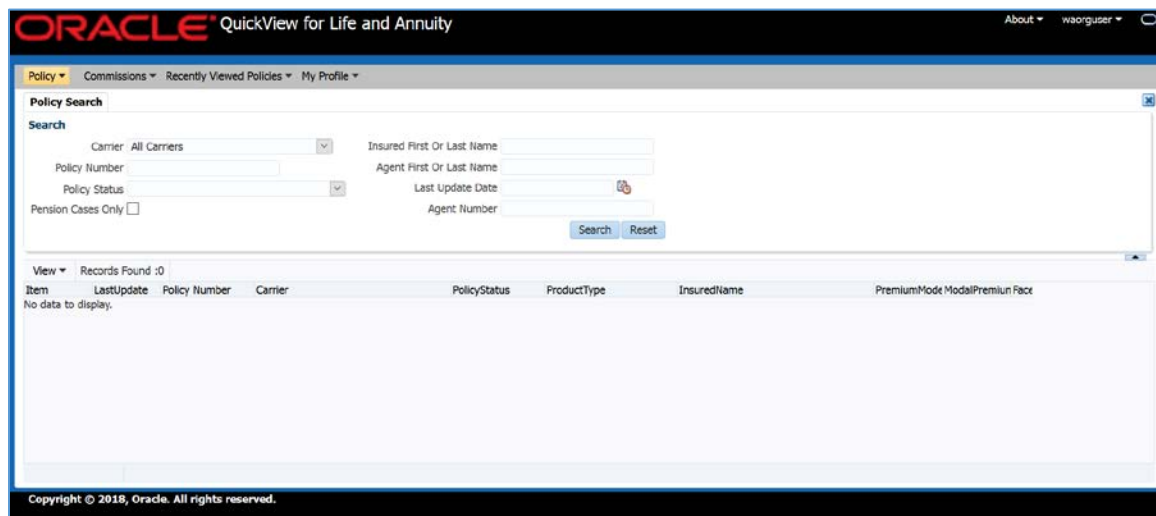 ORACLE® QuickView for Life and Annuity About waorguser
Policy Commissions Recently Viewed Policies My Profile
Policy Search
Search
Carrier All Carriers Insured First Or Last Name
Policy Number Agent First Or Last Name
Policy Status Last Update Date
Pension Cases Only Agent Number
Search Reset
View Records Found :0
Item LastUpdate Policy Number Carrier PolicyStatus ProductType InsuredName PremiumMode ModalPremiun Face
No data to display.
Copyright © 2018, Oracle. All rights reserved.